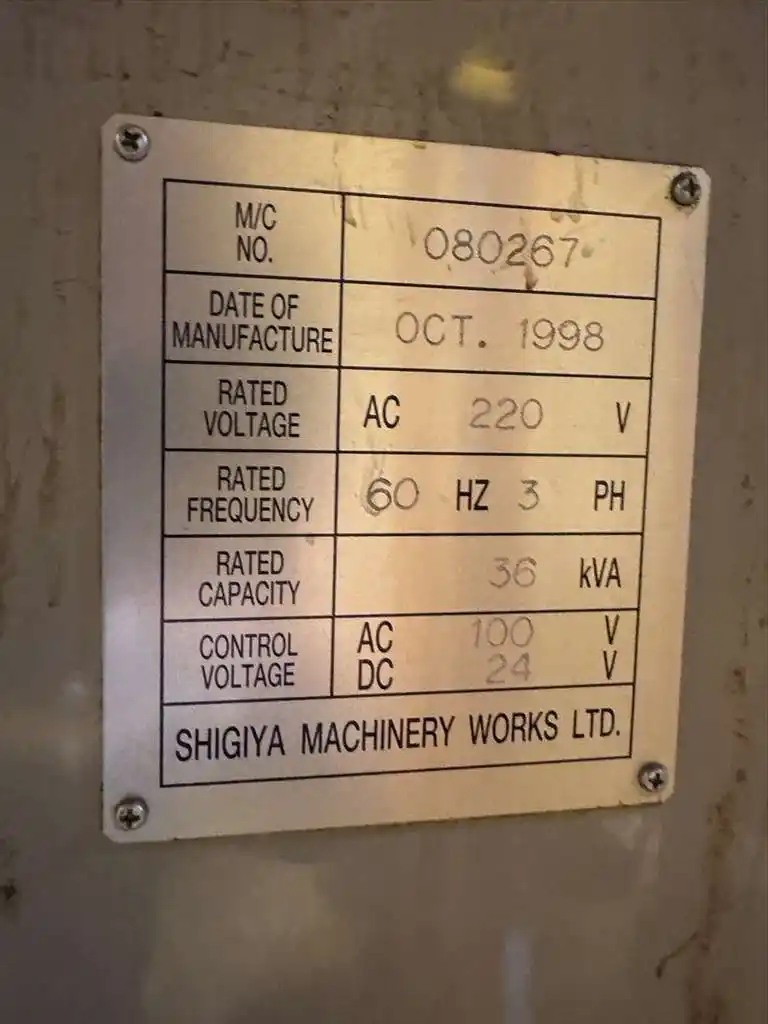 M/C
NO.
080267
DATE OF
MANUFACTURE
OCT. 1998
RATED
VOLTAGE
AC 220 V
RATED
FREQUENCY
60 HZ 3 PH
RATED
CAPACITY
36 kVA
CONTROL
VOLTAGE
AC 100 V
DC 24 V
SHIGIYA MACHINERY WORKS LTD.